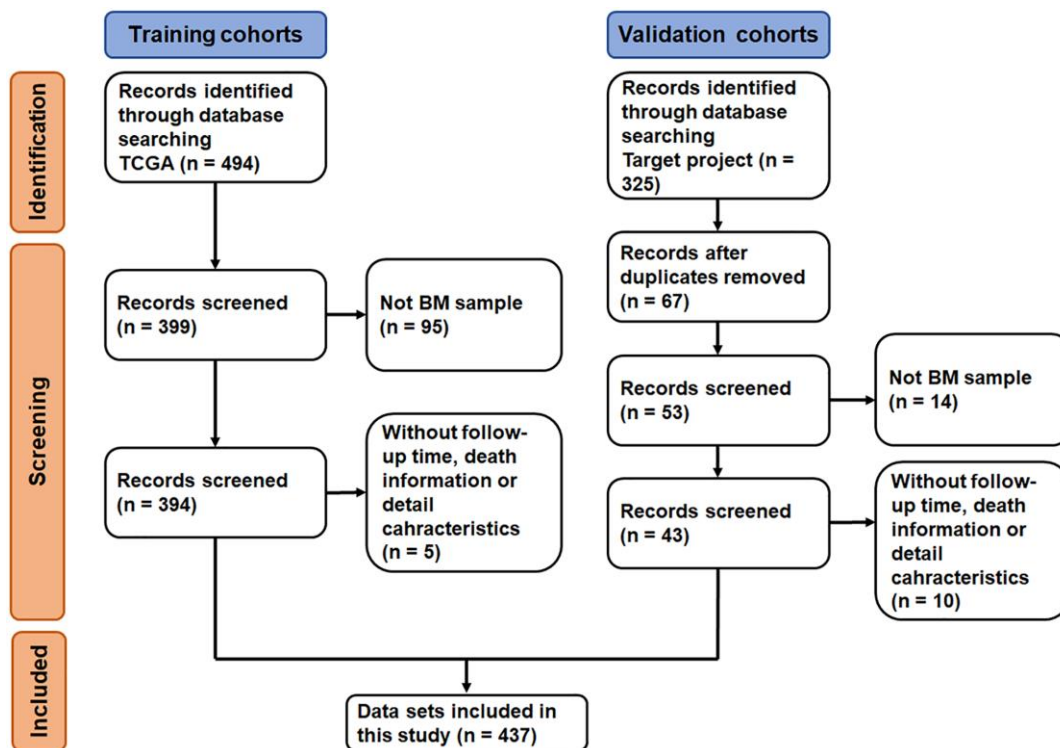 Training cohorts
Validation cohorts
Identification
Records identified
through database
searching
TCGA (n = 494)
Records identified
through database
searching
Target project (n =
325)
Records after
duplicates removed
(n = 67)
Screening
Records screened
(n = 399)
Not BM sample
(n = 95)
Records screened
(n = 53)
Not BM sample
(n = 14)
Records screened
(n = 394)
Without follow-
up time, death
information or
detail
cahracteristics
(n = 5)
Records screened
(n = 43)
Without follow-
up time, death
information or
detail
cahracteristics
(n = 10)
Included
Data sets included in
this study (n = 437)